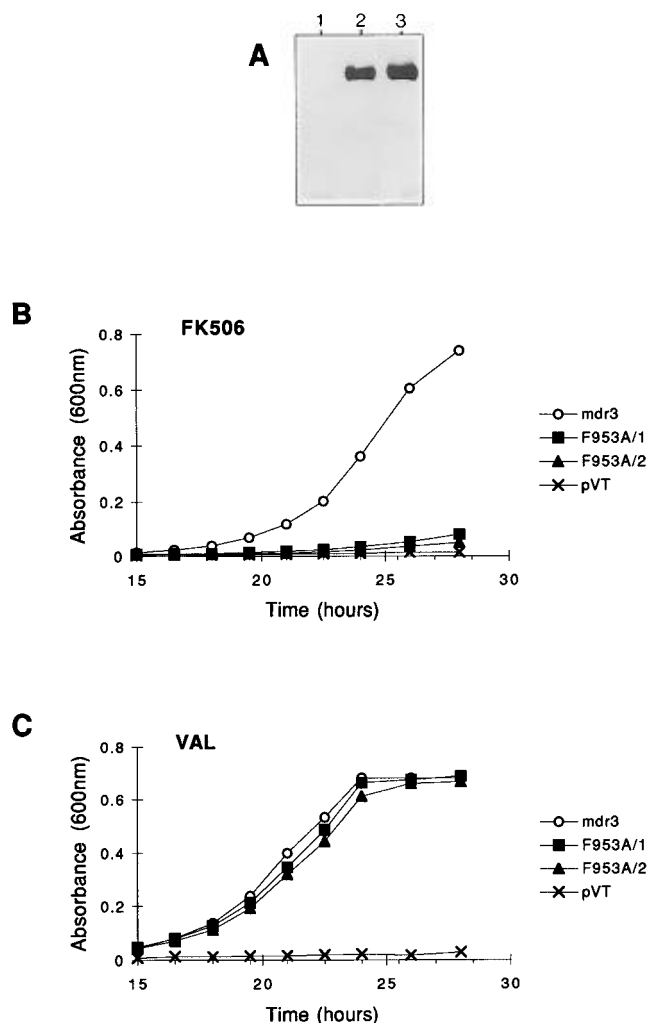 1 2 3
A
B
FK506
Absorbance (600nm)
0.8
0.6
0.4
0.2
0
15 20 25 30
Time (hours)
mdr3
F953A/1
F953A/2
pVT
C
VAL
Absorbance (600nm)
0.8
0.6
0.4
0.2
0
15 20 25 30
Time (hours)
mdr3
F953A/1
F953A/2
pVT